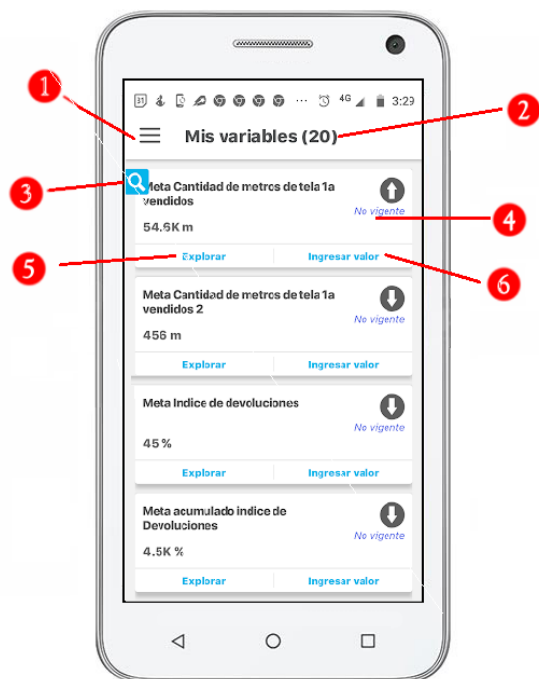 31 4G 3:29
1
Mis variables (20)
2
3
Meta Cantidad de metros de tela 1a
vendidos
No vigente
4
54.6K m
5
Explorar Ingresar valor
6
Meta Cantidad de metros de tela 1a
vendidos 2
No vigente
456 m
Explorar Ingresar valor
Meta Indice de devoluciones
No vigente
45 %
Explorar Ingresar valor
Meta acumulado indice de
Devoluciones
No vigente
4.5K %
Explorar Ingresar valor